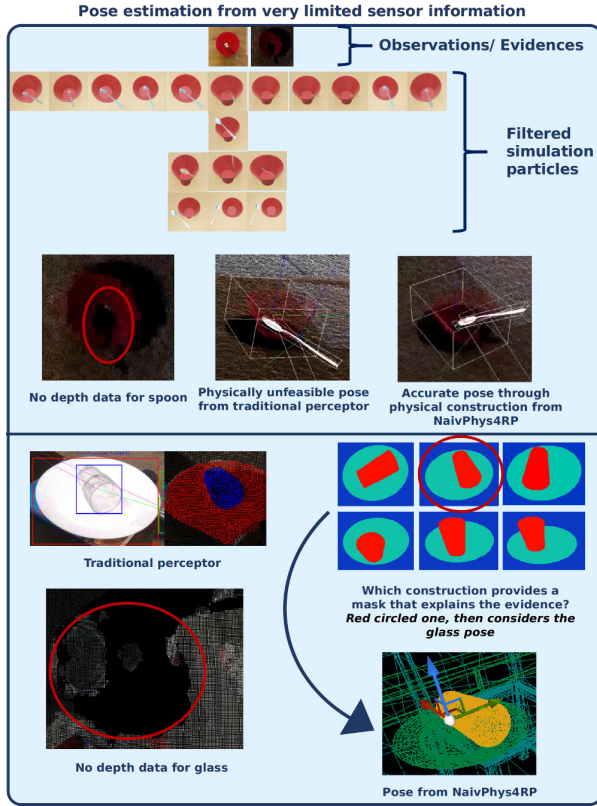 Pose estimation from very limited sensor information
Observations/ Evidences
Filtered
simulation
particles
No depth data for spoon
Physically unfeasible pose
from traditional perceptor
Accurate pose through
physical construction from
NaivPhys4RP
Traditional perceptor
Which construction provides a
mask that explains the evidence?
Red circled one, then considers the
glass pose
No depth data for glass
Pose from NaivPhys4RP